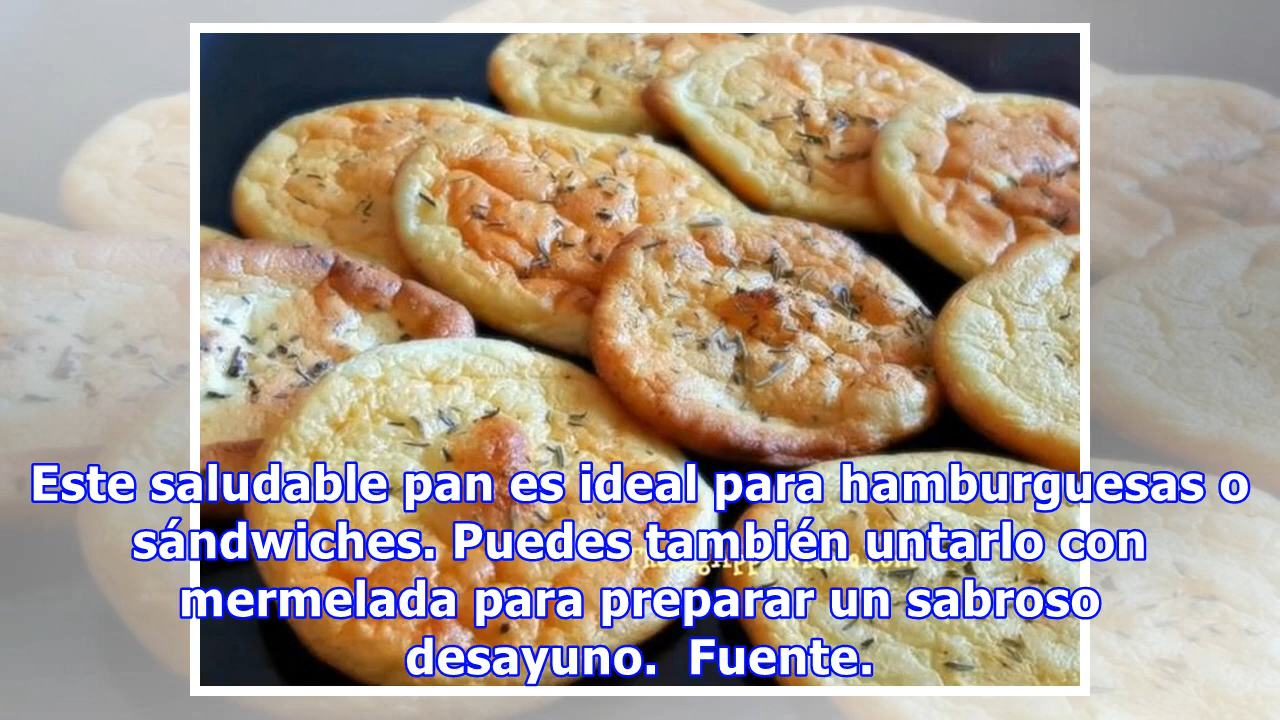 Este saludable pan es ideal para hamburguesas o
sándwiches. Puedes también untarlo con
mermelada para preparar un sabroso
desayuno.  Fuente.